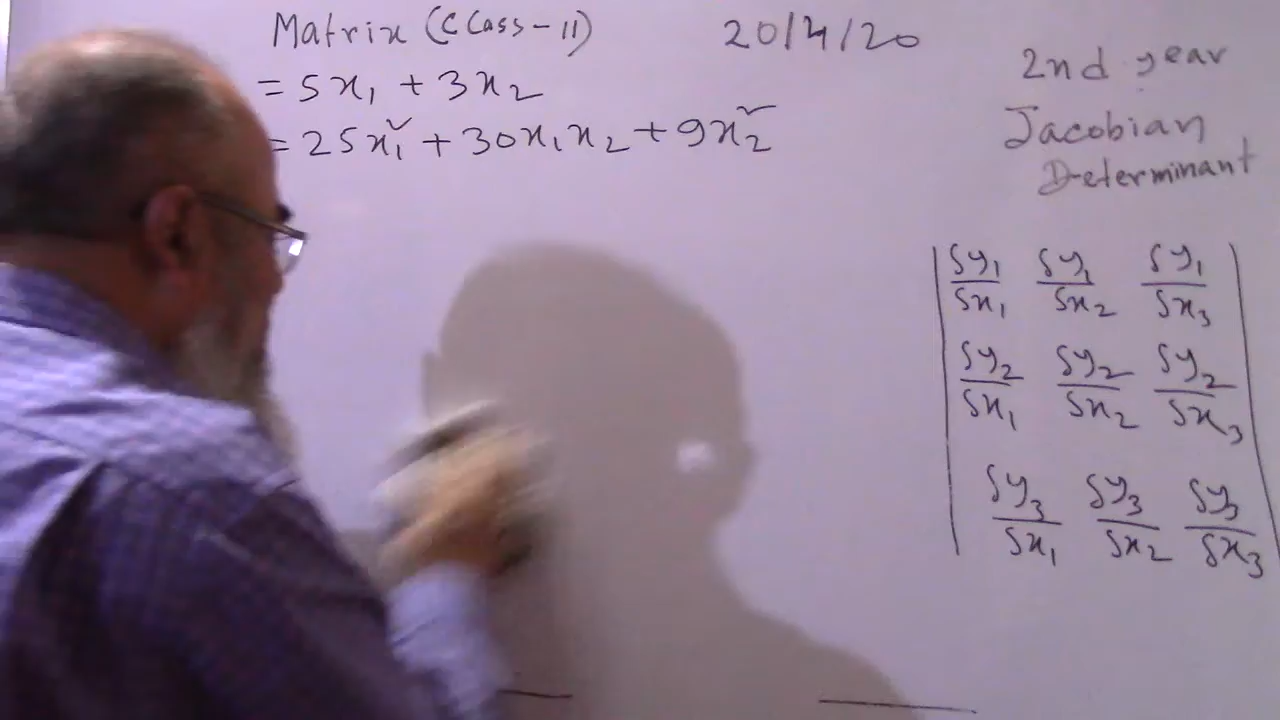 Matrix (Class-11) 20/4/20
= 5x₁ + 3x₂
= 25x₁² + 30x₁x₂ + 9x₂²
2nd year
Jacobian
Determinant
| δy₁/δx₁ δy₁/δx₂ δy₁/δx₃ |
| δy₂/δx₁ δy₂/δx₂ δy₂/δx₃ |
| δy₃/δx₁ δy₃/δx₂ δy₃/δx₃ |